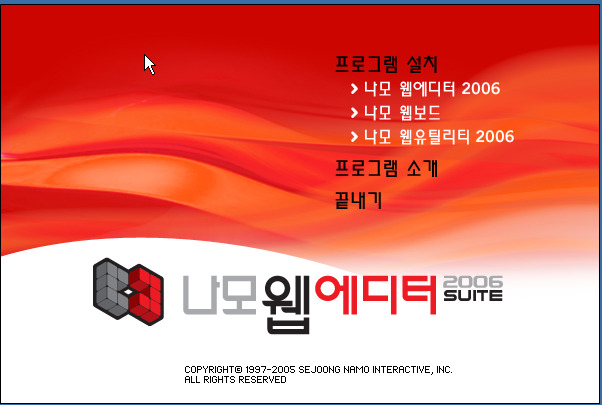 프로그램 설치
나모 웹에디터 2006
나모 웹보드
나모 웹유틸리티 2006
프로그램 소개
끝내기
나모웹에디터 2006 SUITE
COPYRIGHT© 1997-2005 SEJOONG NAMO INTERACTIVE, INC.
ALL RIGHTS RESERVED